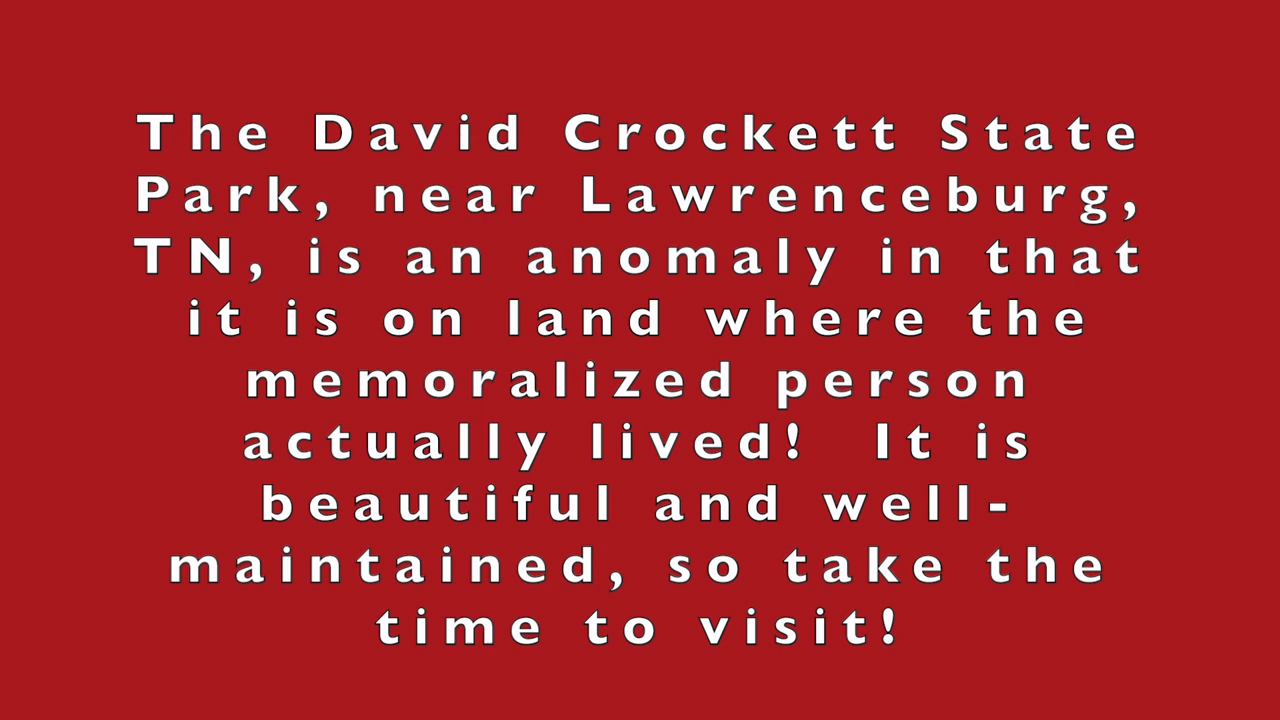 The David Crockett State
Park, near Lawrenceburg,
TN, is an anomaly in that
it is on land where the
memoralized person
actually lived!  It is
beautiful and well-
maintained, so take the
time to visit!